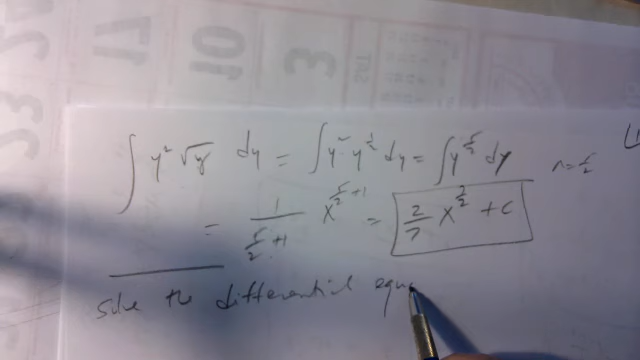 ∫ y² √y dy = ∫ y² y^{1/2} dy = ∫ y^{5/2} dy n = 5/2
= 1/(5/2 + 1) x^{5/2 + 1} = 2/7 x^{7/2} + c
solve the differential equ